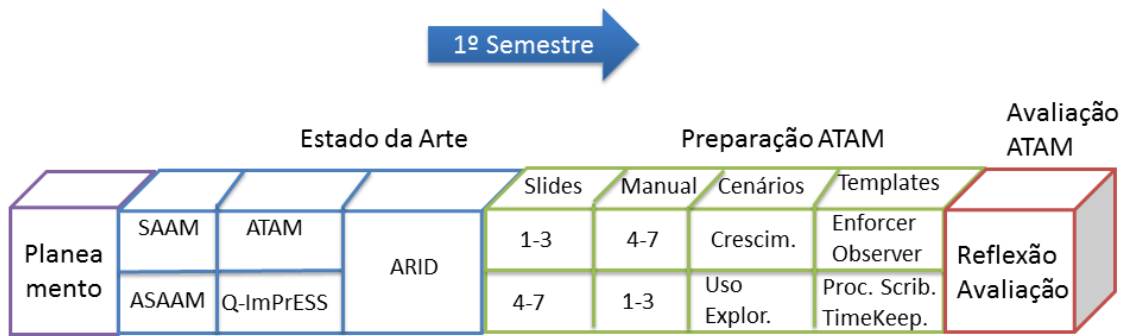 1º Semestre
Estado da Arte
Preparação ATAM
Avaliação
ATAM
Slides
Manual
Cenários
Templates
Planea
mento
SAAM
ATAM
ARID
1-3
4-7
Crescim.
Enforcer
Observer
Reflexão
Avaliação
ASAAM
Q-ImPrESS
4-7
1-3
Uso
Explor.
Proc. Scrib.
TimeKeep.